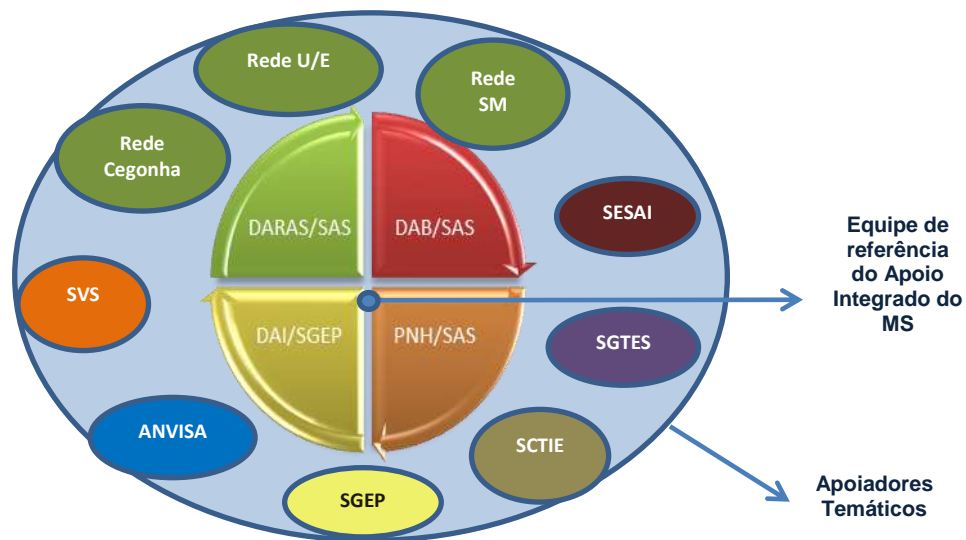 Rede U/E
Rede
SM
Rede
Cegonha
SESAI
DARAS/SAS
DAB/SAS
Equipe de
referência
do Apoio
Integrado do
MS
SVS
DAI/SGEP
PNH/SAS
SGTES
ANVISA
SCTIE
SGEP
Apoiadores
Temáticos